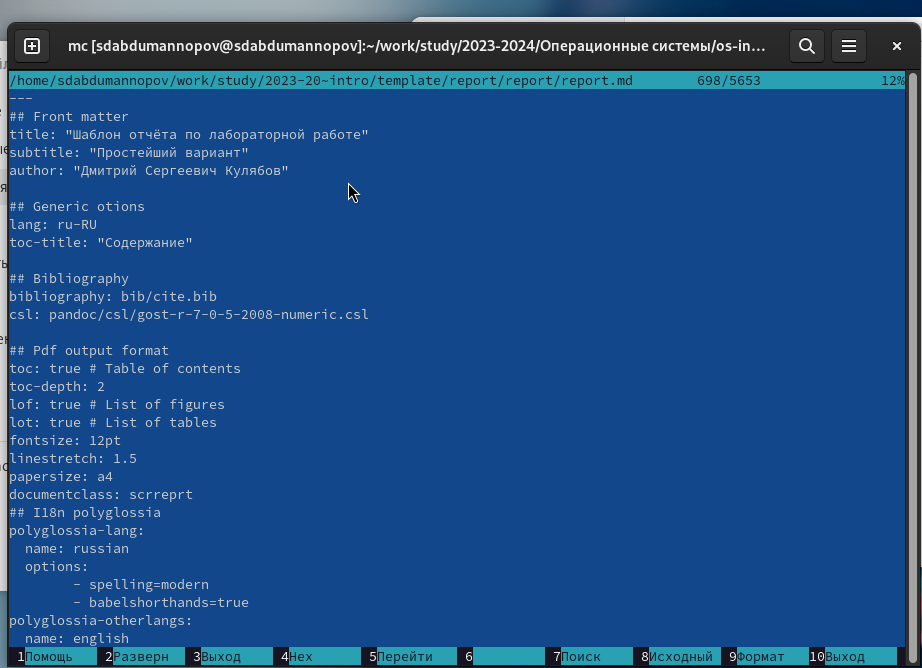 mc [sdabdumannopov@sdabdumannopov]:~/work/study/2023-2024/Операционные системы/os-in…
/home/sdabdumannopov/work/study/2023-20~intro/template/report/report/report.md 698/5653 12%
---
## Front matter
title: "Шаблон отчёта по лабораторной работе"
subtitle: "Простейший вариант"
author: "Дмитрий Сергеевич Кулябов"
## Generic otions
lang: ru-RU
toc-title: "Содержание"
## Bibliography
bibliography: bib/cite.bib
csl: pandoc/csl/gost-r-7-0-5-2008-numeric.csl
## Pdf output format
toc: true # Table of contents
toc-depth: 2
lof: true # List of figures
lot: true # List of tables
fontsize: 12pt
linestretch: 1.5
papersize: a4
documentclass: scrreprt
## I18n polyglossia
polyglossia-lang:
  name: russian
  options:
        - spelling=modern
        - babelshorthands=true
polyglossia-otherlangs:
  name: english
1Помощь 2Разверн 3Выход 4Hex 5Перейти 6 7Поиск 8Исходный 9Формат 10Выход